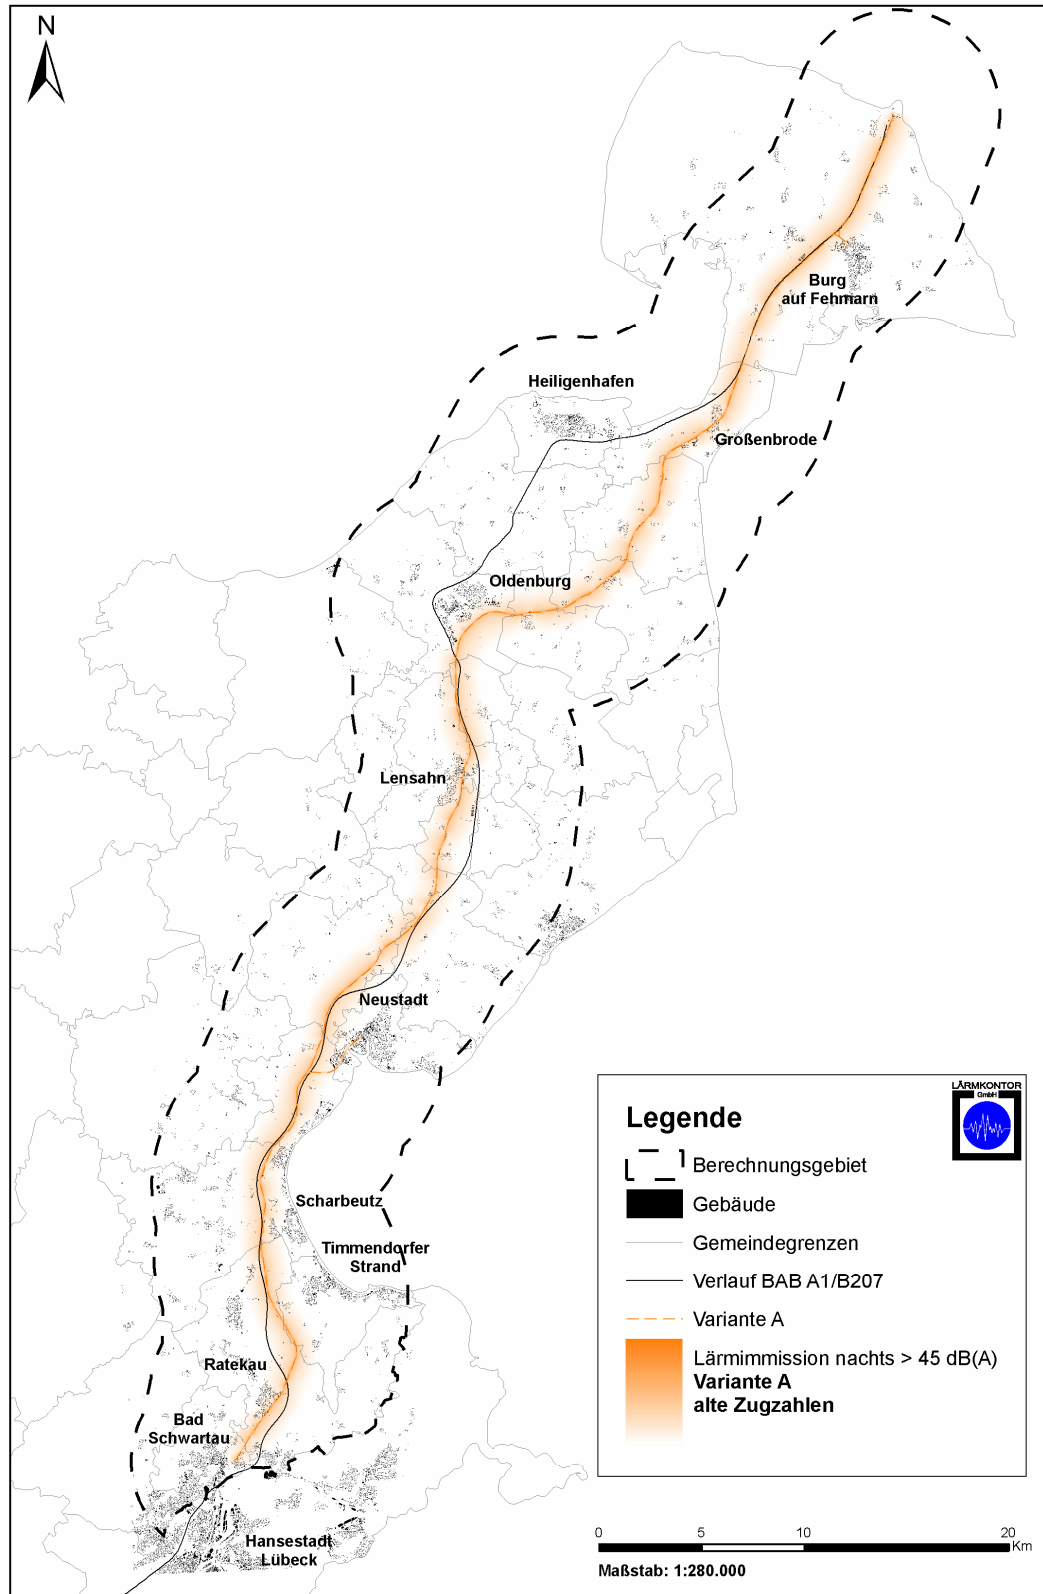 N
Burg
auf Fehmarn
Heiligenhafen
Großenbrode
Oldenburg
Lensahn
Neustadt
Scharbeutz
Timmendorfer
Strand
Ratekau
Bad
Schwartau
Hansestadt
Lübeck
LÄRMKONTOR
GmbH
Legende
Berechnungsgebiet
Gebäude
Gemeindegrenzen
Verlauf BAB A1/B207
Variante A
Lärmimmission nachts > 45 dB(A)
Variante A
alte Zugzahlen
0 5 10 20
Km
Maßstab: 1:280.000